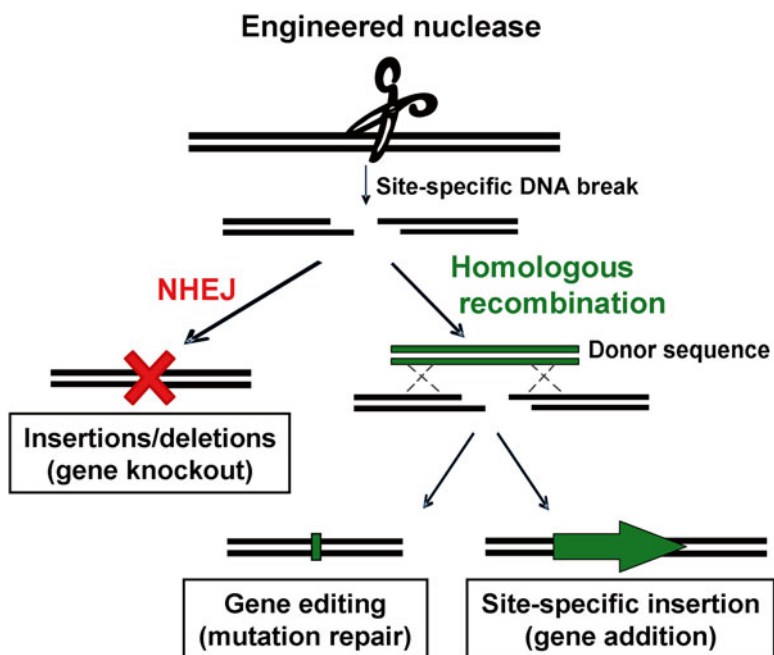 Engineered nuclease
Site-specific DNA break
NHEJ
Homologous
recombination
Donor sequence
Insertions/deletions
(gene knockout)
Gene editing
(mutation repair)
Site-specific insertion
(gene addition)